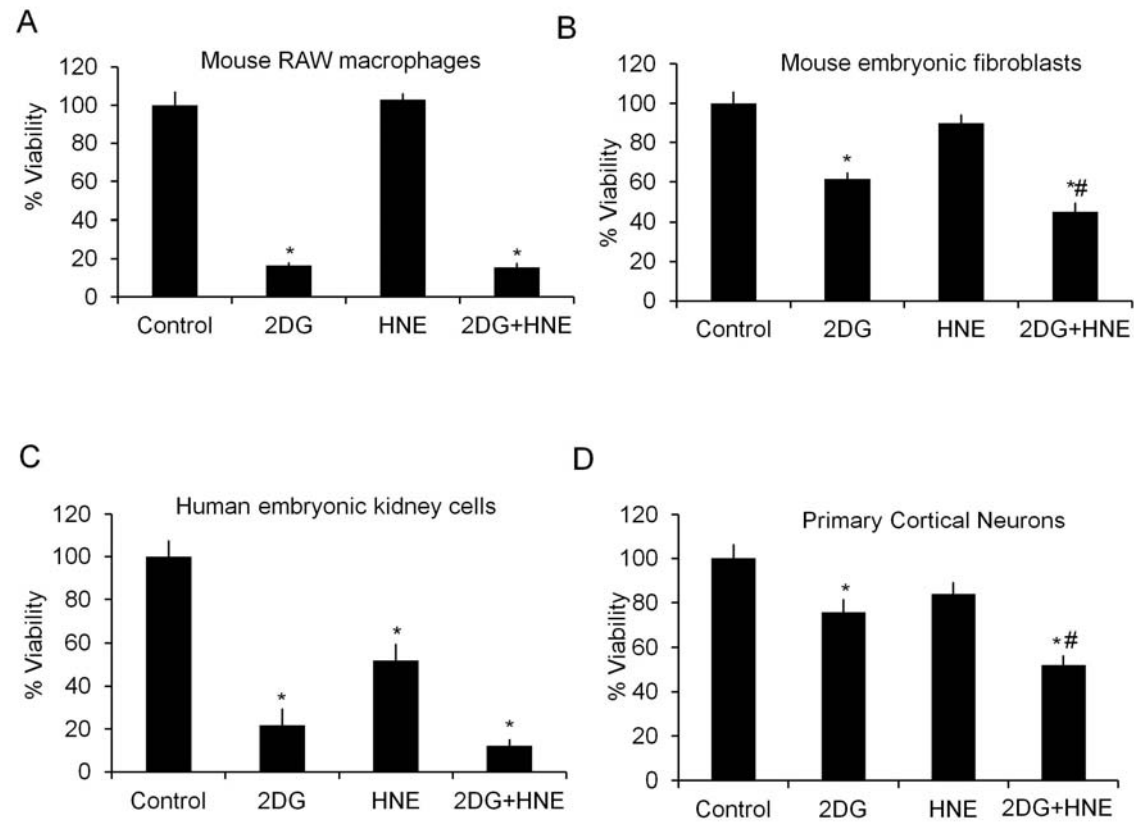 A
Mouse RAW macrophages
% Viability
120
100
80
60
40
20
0
*
*
Control 2DG HNE 2DG+HNE
B
Mouse embryonic fibroblasts
% Viability
120
100
80
60
40
20
0
*
*#
Control 2DG HNE 2DG+HNE
C
Human embryonic kidney cells
% Viability
120
100
80
60
40
20
0
*
*
*
Control 2DG HNE 2DG+HNE
D
Primary Cortical Neurons
% Viability
120
100
80
60
40
20
0
*
*#
Control 2DG HNE 2DG+HNE